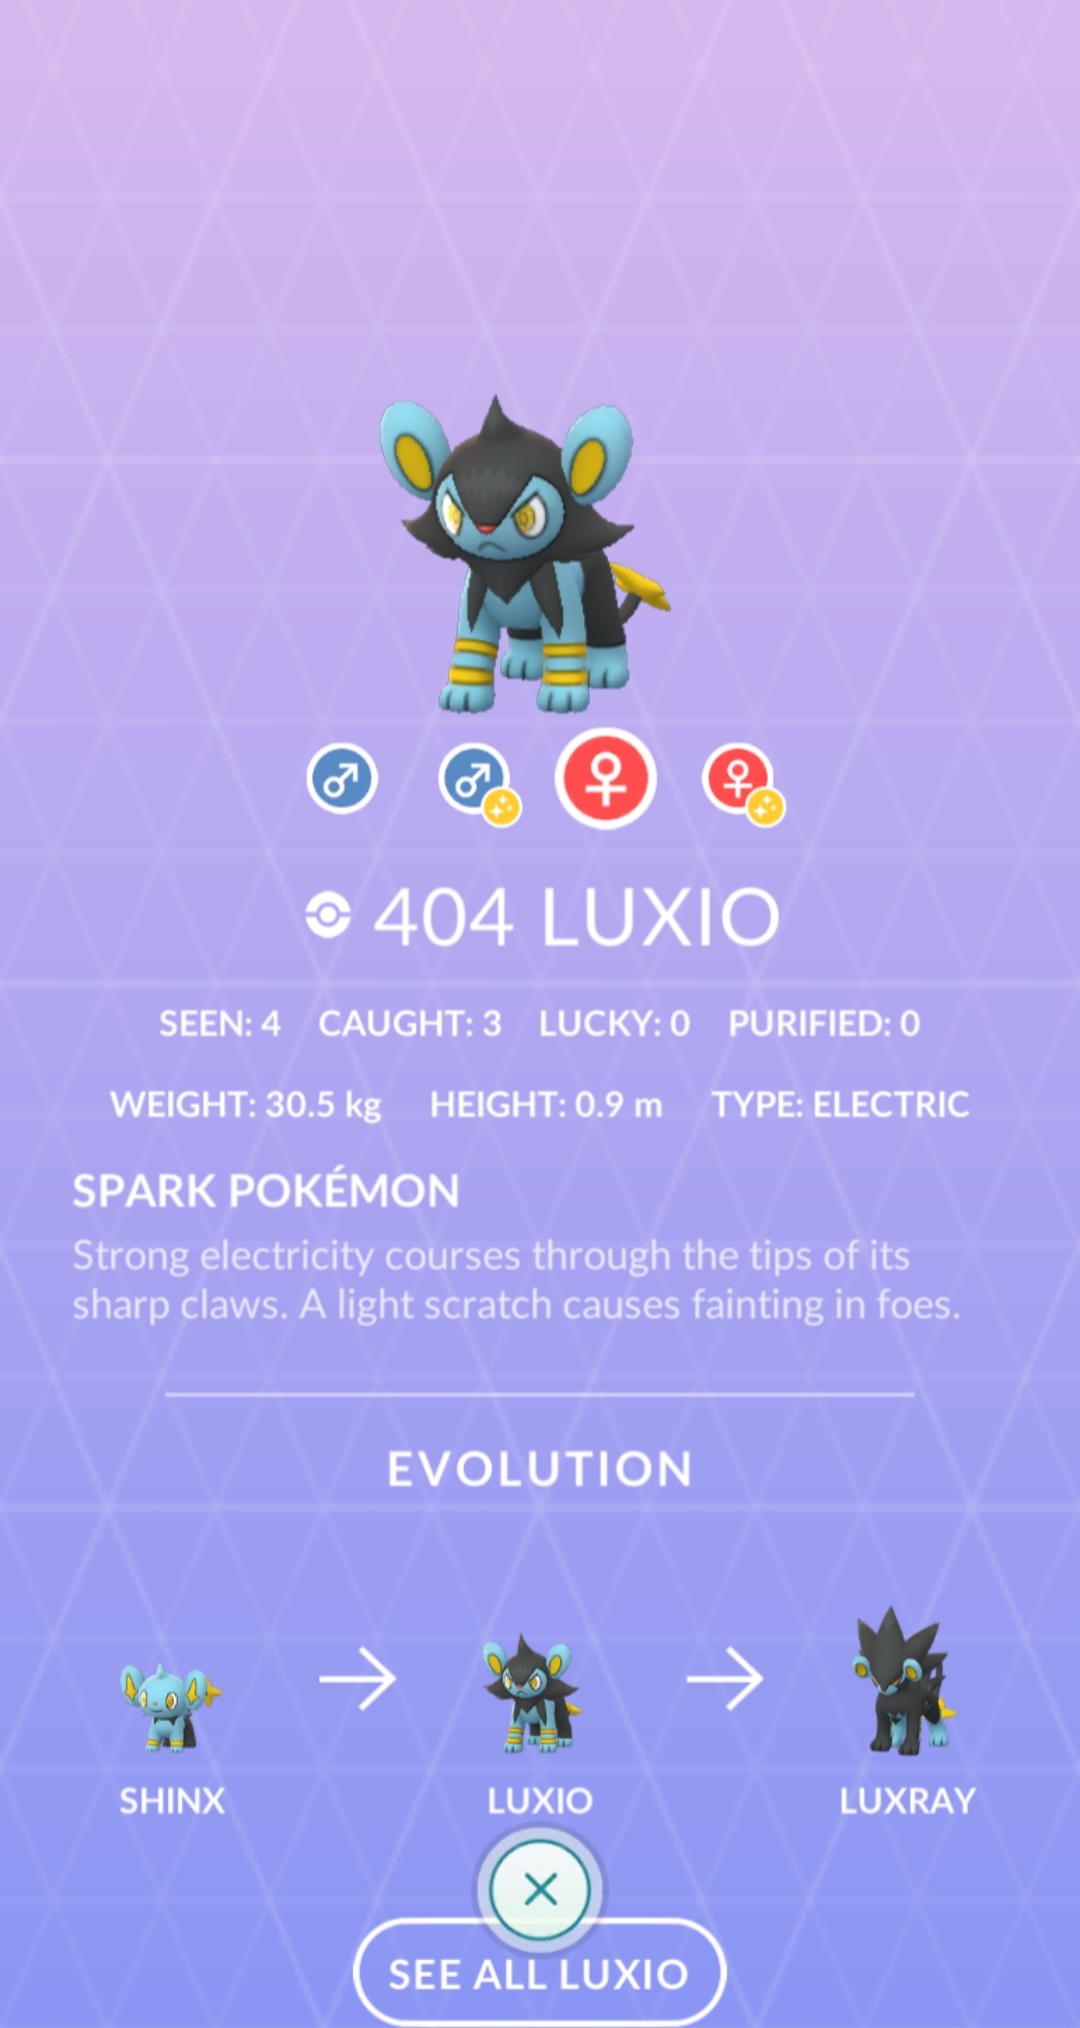 404 LUXIO
SEEN: 4 CAUGHT: 3 LUCKY: 0 PURIFIED: 0
WEIGHT: 30.5 kg HEIGHT: 0.9 m TYPE: ELECTRIC
SPARK POKÉMON
Strong electricity courses through the tips of its
sharp claws. A light scratch causes fainting in foes.
EVOLUTION
SHINX LUXIO LUXRAY
SEE ALL LUXIO